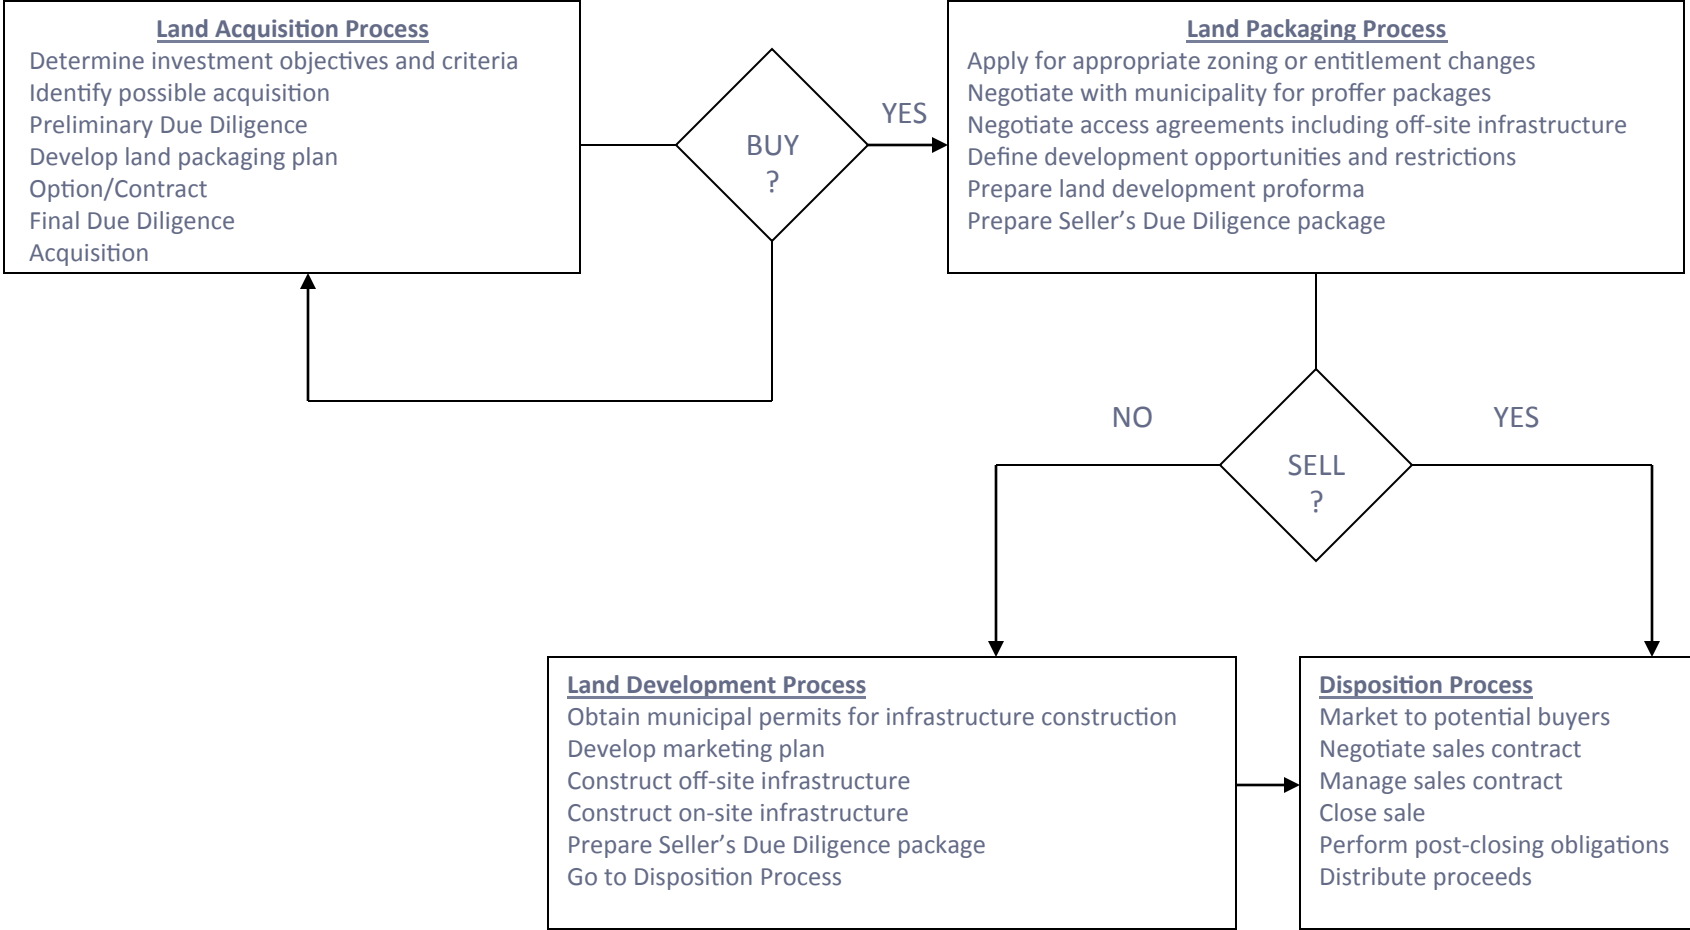 Land Acquisition Process
Determine investment objectives and criteria
Identify possible acquisition
Preliminary Due Diligence
Develop land packaging plan
Option/Contract
Final Due Diligence
Acquisition
BUY
?
YES
Land Packaging Process
Apply for appropriate zoning or entitlement changes
Negotiate with municipality for proffer packages
Negotiate access agreements including off-site infrastructure
Define development opportunities and restrictions
Prepare land development proforma
Prepare Seller’s Due Diligence package
NO
SELL
?
YES
Land Development Process
Obtain municipal permits for infrastructure construction
Develop marketing plan
Construct off-site infrastructure
Construct on-site infrastructure
Prepare Seller’s Due Diligence package
Go to Disposition Process
Disposition Process
Market to potential buyers
Negotiate sales contract
Manage sales contract
Close sale
Perform post-closing obligations
Distribute proceeds